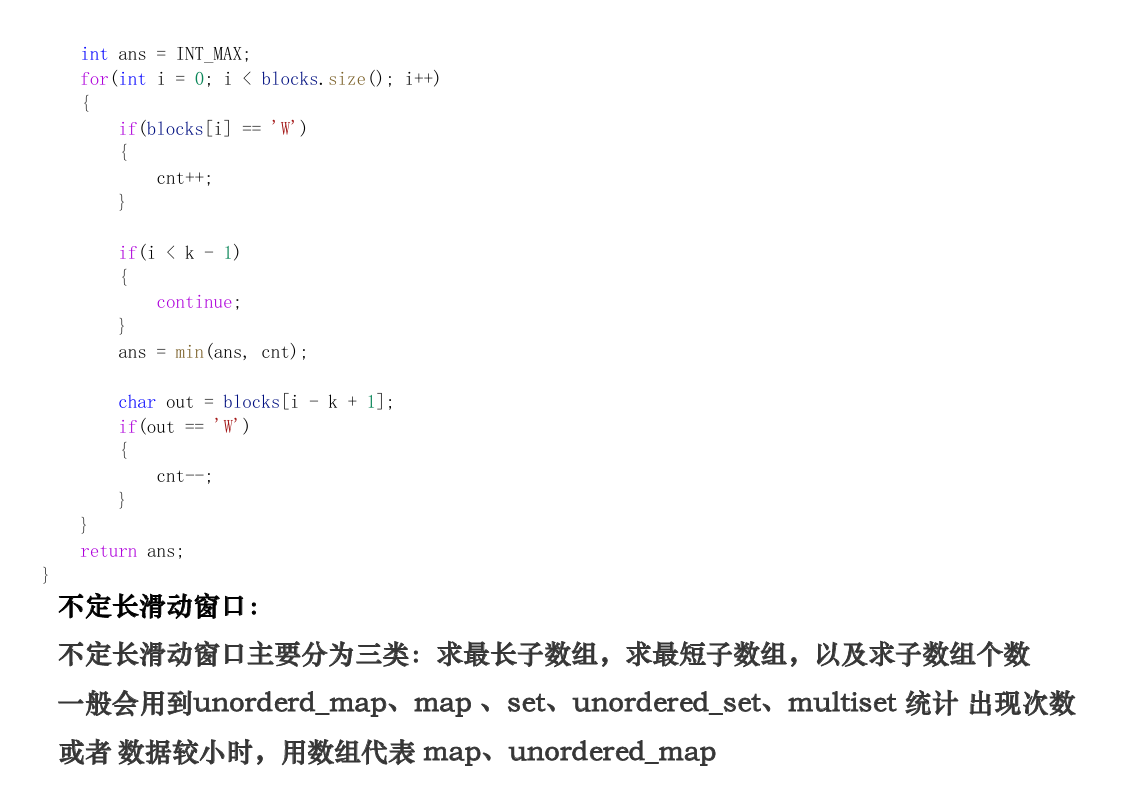 int ans = INT_MAX;
for(int i = 0; i < blocks.size(); i++)
{
if(blocks[i] == 'W')
{
cnt++;
}
if(i < k - 1)
{
continue;
}
ans = min(ans, cnt);
char out = blocks[i - k + 1];
if(out == 'W')
{
cnt--;
}
}
return ans;
}
不定长滑动窗口：
不定长滑动窗口主要分为三类：求最长子数组，求最短子数组，以及求子数组个数
一般会用到unorderd_map、map 、set、unordered_set、multiset 统计 出现次数
或者 数据较小时，用数组代表 map、unordered_map